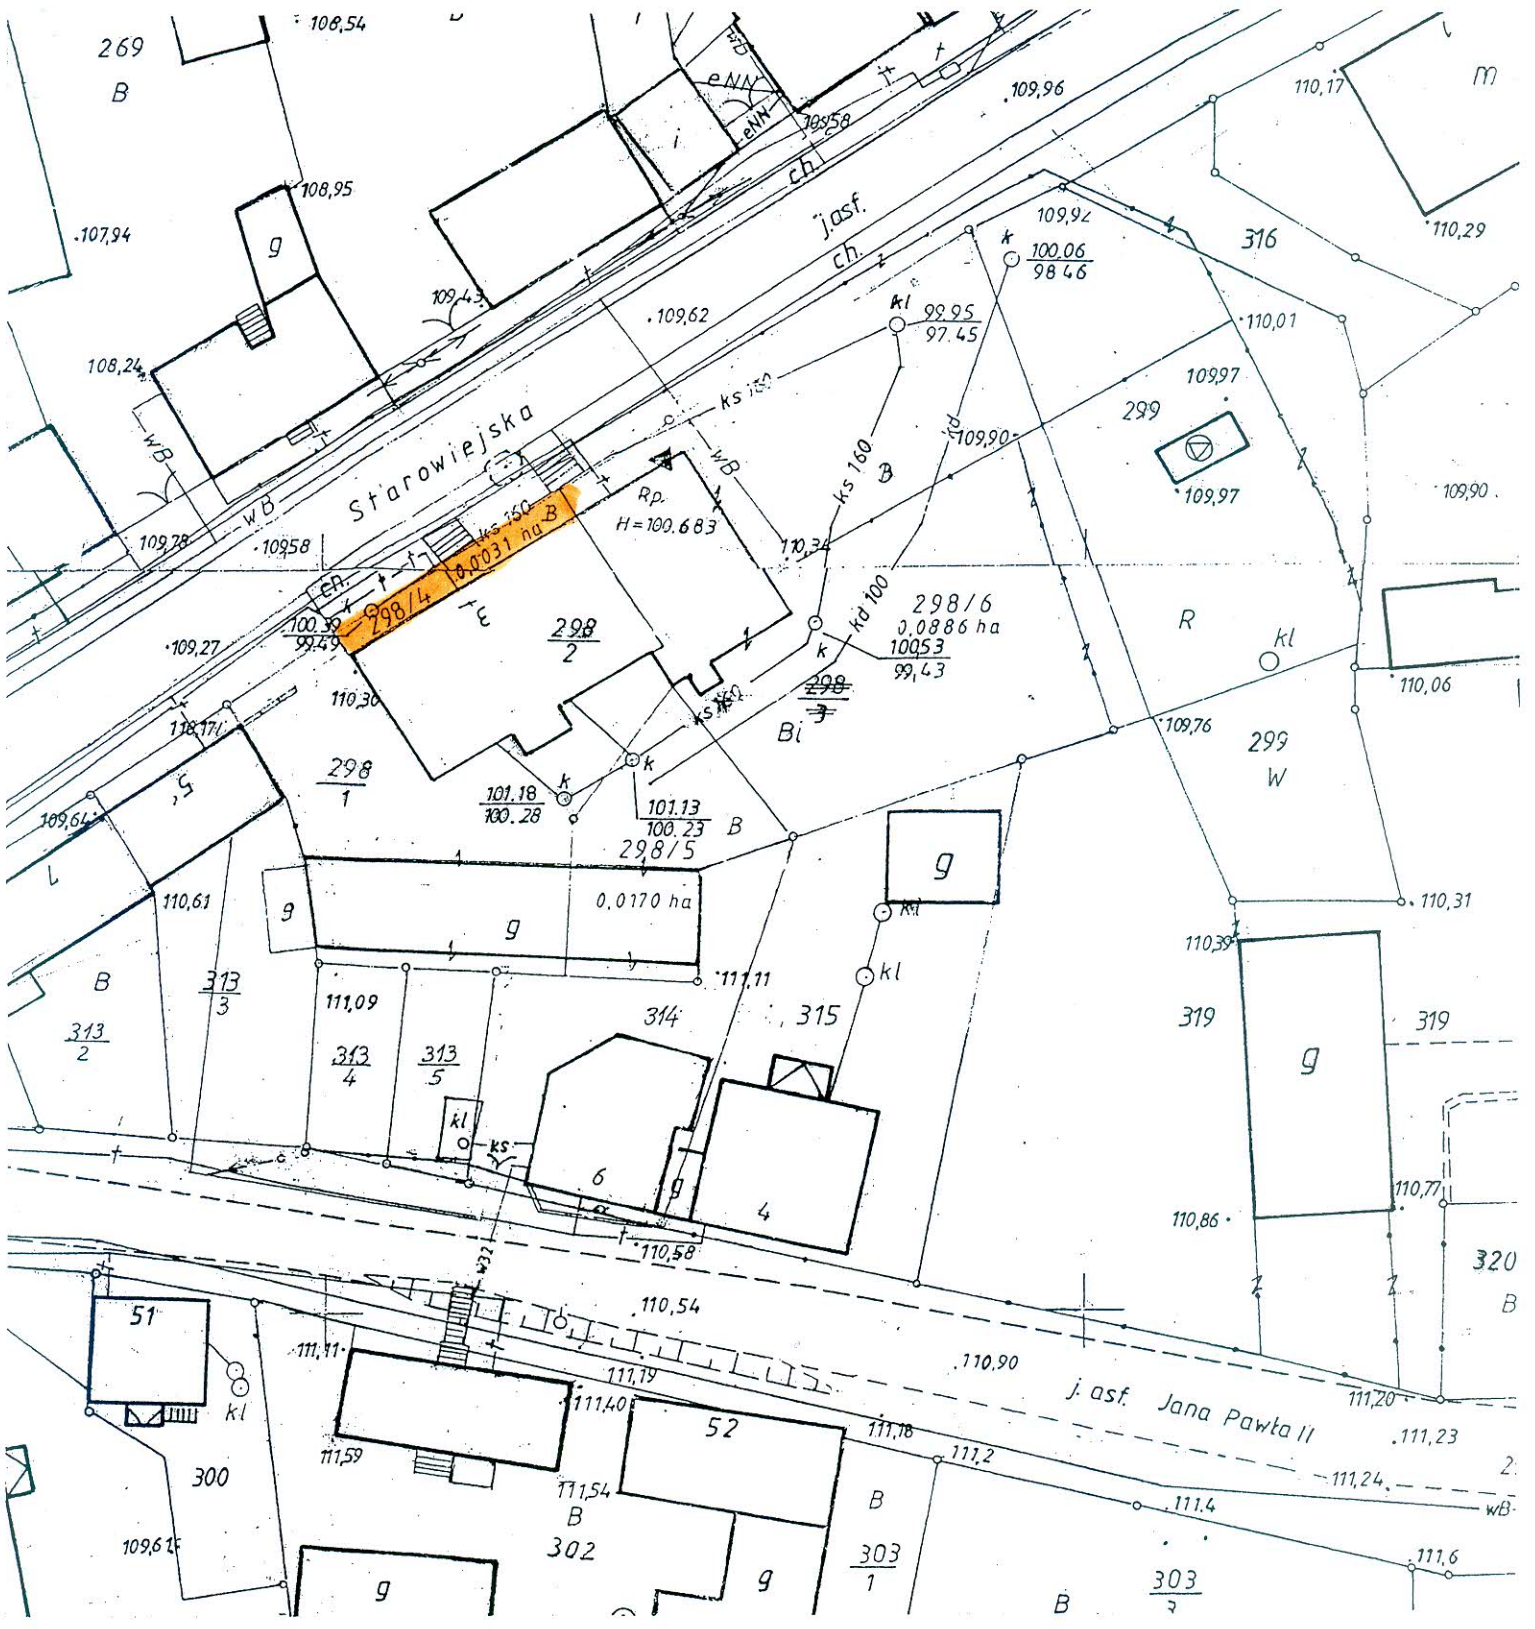 269
B
108,54
eNN
eNN
wB
i
t
109,58
109,96
110,17
m
108,95
g
.107,94
ch.
j.asf.
ch.
109,92
316
110,29
k
100.06
98 46
109,43
.109,62
kl
99.95
97.45
110,01
108,24
109,97
ks 160
299
Starowiejska
wB
wB
ks 160
B
109,90
Rp.
H=100.683
109,97
109,90
wB
109,78
109,58
ks 160 B
0,0031 ha
110,34
ch.
t
298/4
kd 100
298/6
0,0886 ha
R
100.39
99.49
298
2
k
100,53
99,43
kl
.109,27
298
3
110,30
ks 160
Bi
110,06
109,76
299
W
110,17
5
298
1
k
k
101.18
100.28
101.13
100.23
B
109,64
298/5
g
110,61
g
g
0,0170 ha
kl
110,31
110,39
B
313
3
111,09
111,11
kl
313
2
314
315
319
319
g
313
4
313
5
kl
ks
6
g
4
110,77
110,86
t
110,58
w32
320
B
51
110,54
111,11
111,19
.110,90
kl
111,40
52
j. asf. Jana Pawła II
111,20
111,18
.111,23
111,59
300
111,2
111,24
111,54
B
B
111.4
wB
109,61
302
111,6
g
g
303
1
303
B